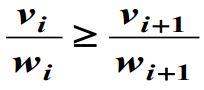 v_i / w_i ≥ v_{i+1} / w_{i+1}